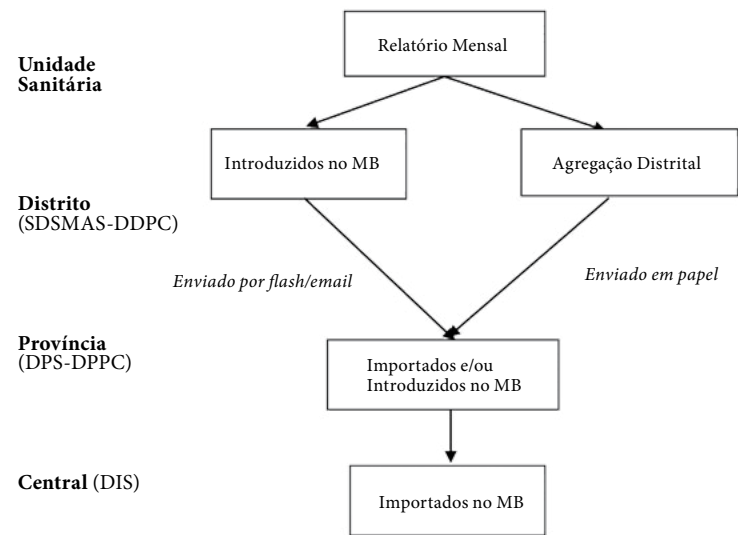 Relatório Mensal
Unidade
Sanitária
Introduzidos no MB
Agregação Distrital
Distrito
(SDSMAS-DDPC)
Enviado por flash/email
Enviado em papel
Província
(DPS-DPPC)
Importados e/ou
Introduzidos no MB
Central (DIS)
Importados no MB